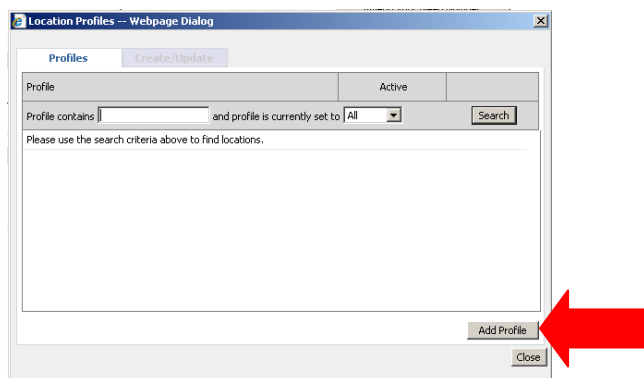 Location Profiles -- Webpage Dialog
Profiles Create/Update
Profile Active
Profile contains and profile is currently set to All Search
Please use the search criteria above to find locations.
Add Profile
Close